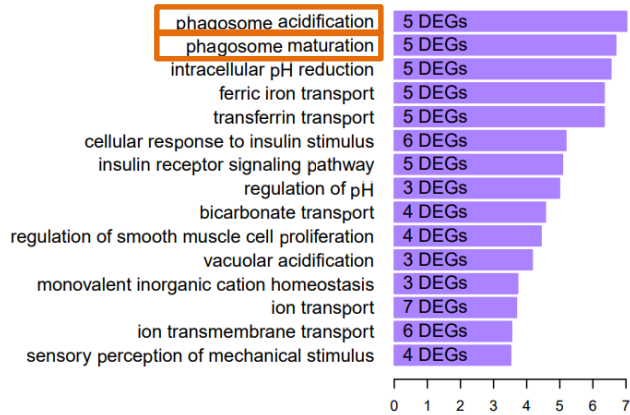 phagosome acidification 5 DEGs
phagosome maturation 5 DEGs
intracellular pH reduction 5 DEGs
ferric iron transport 5 DEGs
transferrin transport 5 DEGs
cellular response to insulin stimulus 6 DEGs
insulin receptor signaling pathway 5 DEGs
regulation of pH 3 DEGs
bicarbonate transport 4 DEGs
regulation of smooth muscle cell proliferation 4 DEGs
vacuolar acidification 3 DEGs
monovalent inorganic cation homeostasis 3 DEGs
ion transport 7 DEGs
ion transmembrane transport 6 DEGs
sensory perception of mechanical stimulus 4 DEGs
0 1 2 3 4 5 6 7